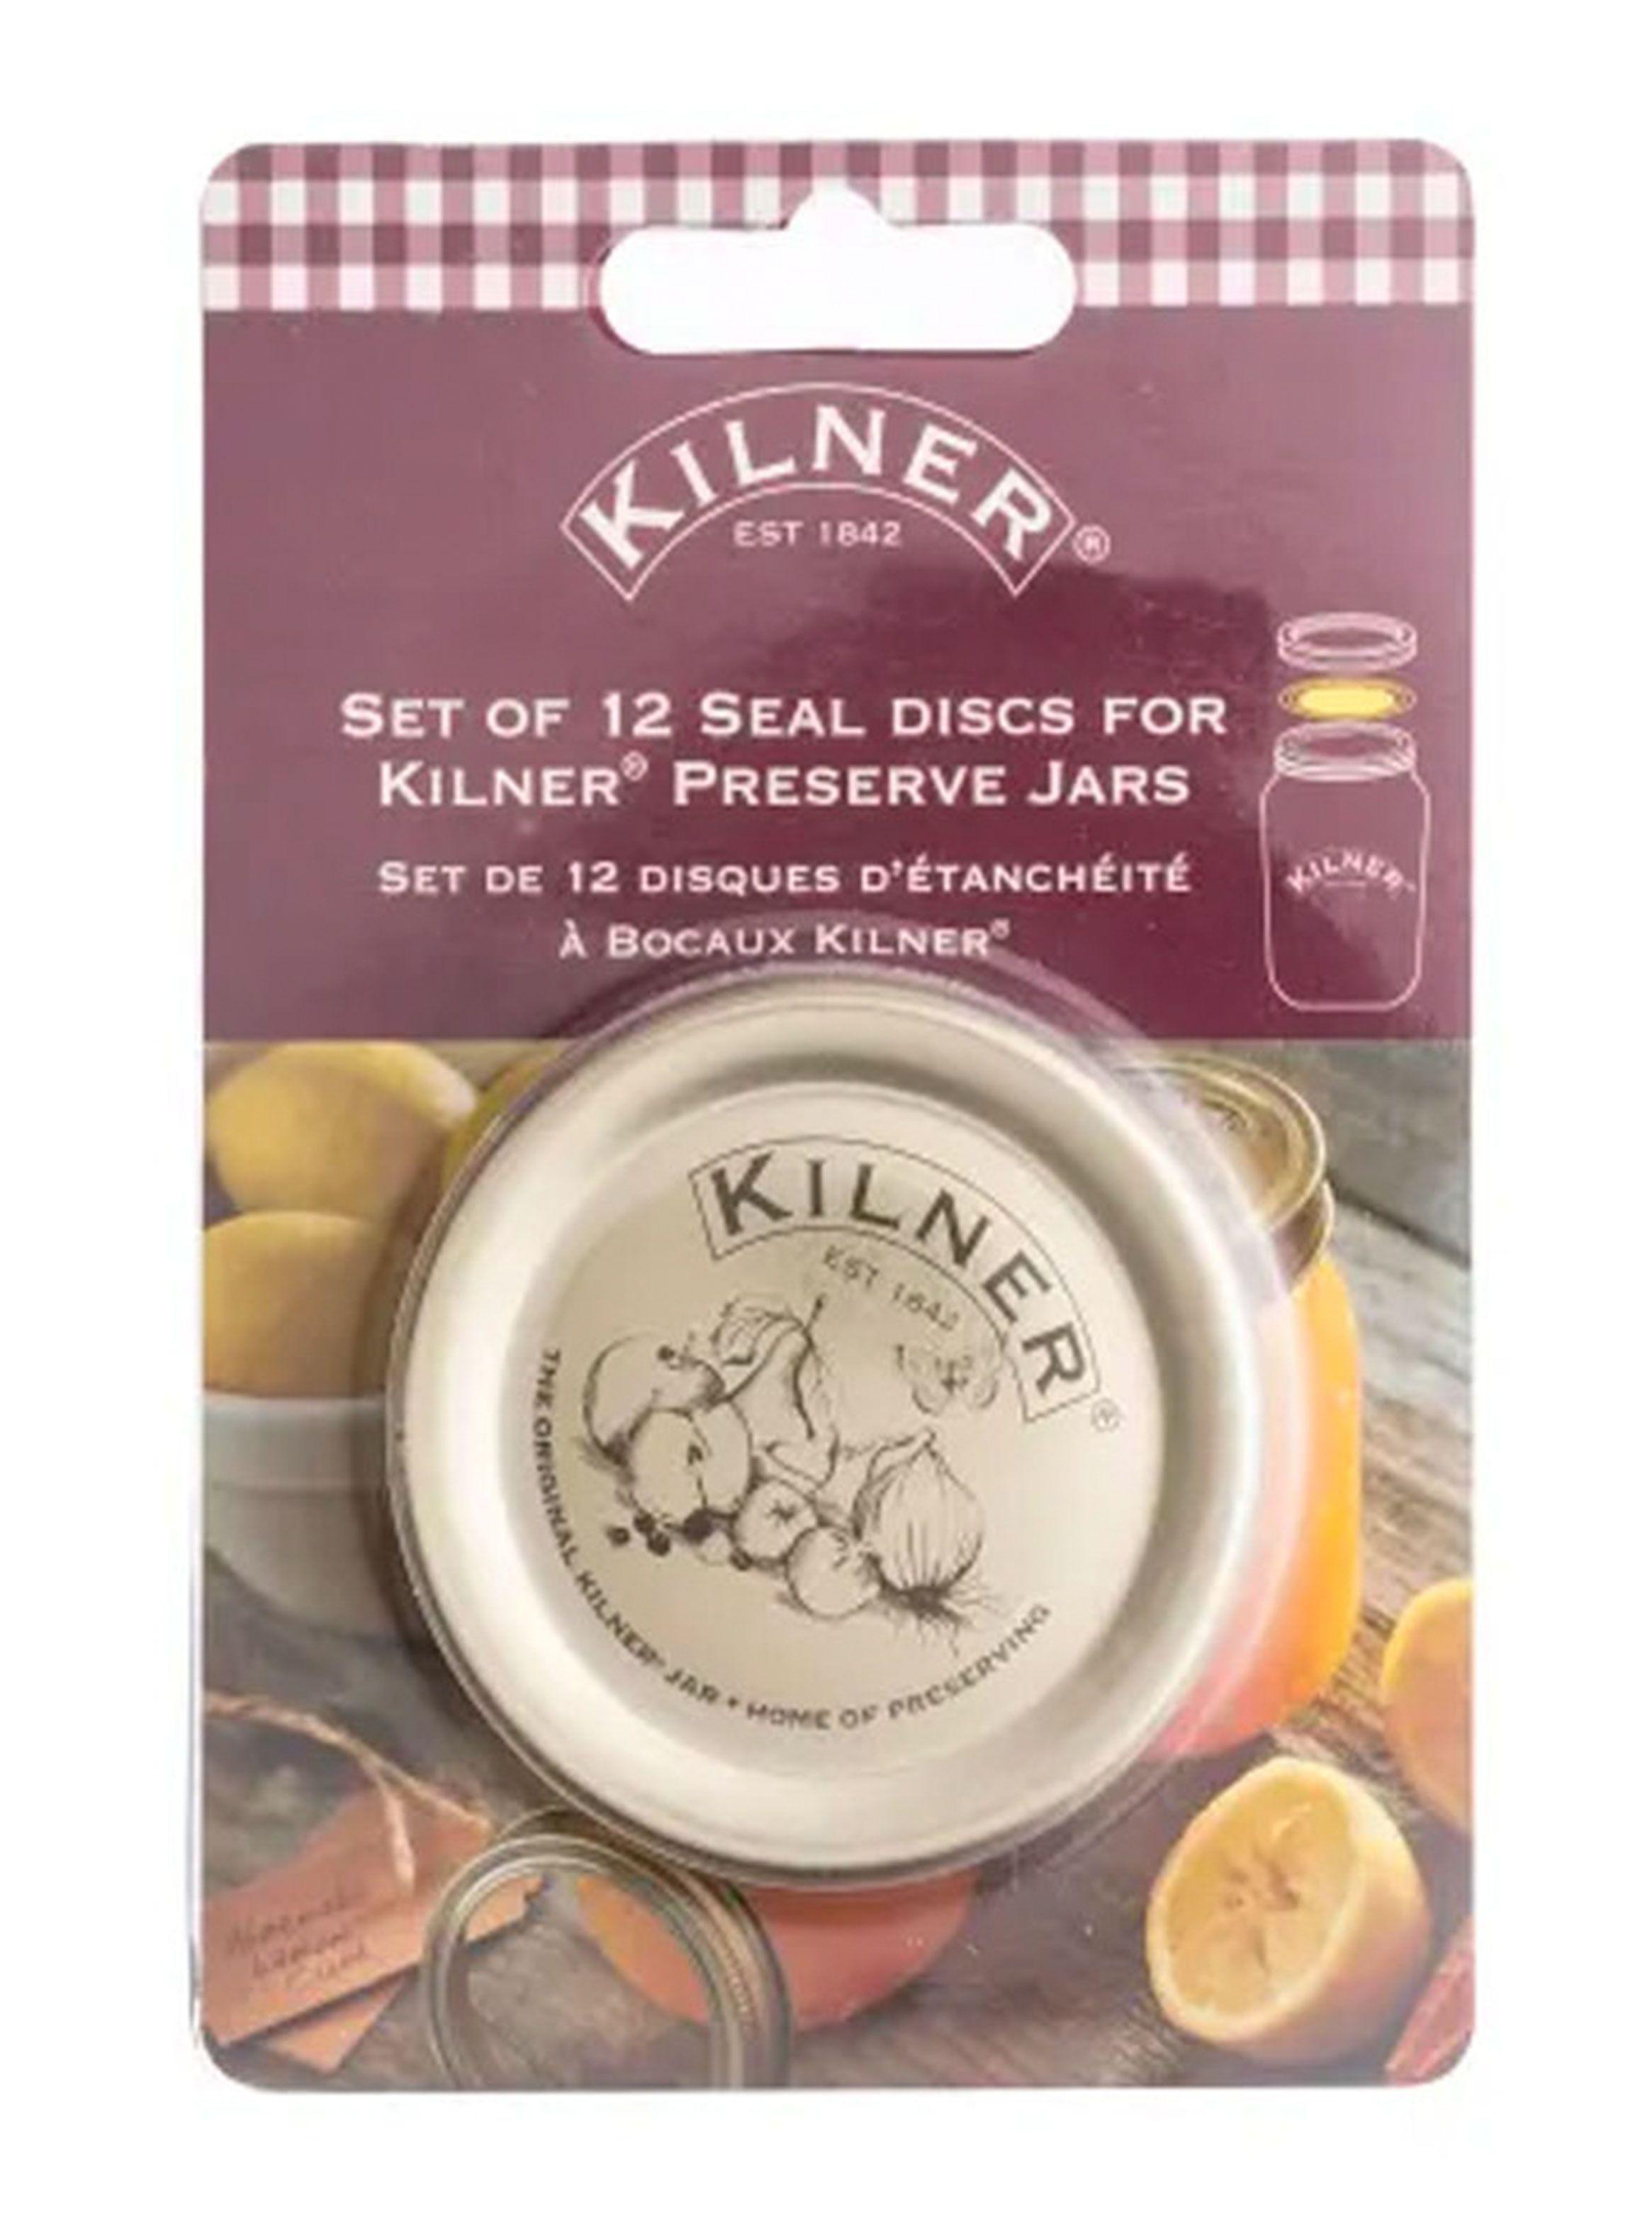 KILNER®
EST 1842
SET OF 12 SEAL DISCS FOR
KILNER® PRESERVE JARS
SET DE 12 DISQUES D'ÉTANCHÉITÉ
À BOCAUX KILNER®
KILNER
KILNER®
EST 1842
THE ORIGINAL KILNER® JAR • HOME OF PRESERVING